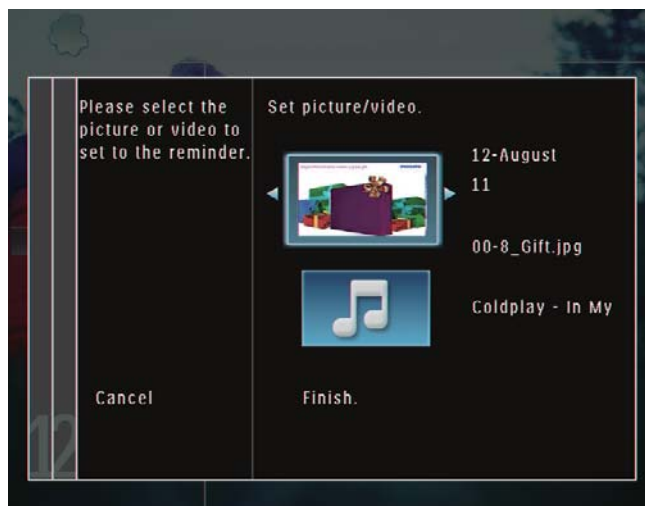 Please select the
picture or video to
set to the reminder.
Set picture/video.
12-August
11
00-8_Gift.jpg
Coldplay - In My
Cancel
Finish.
12